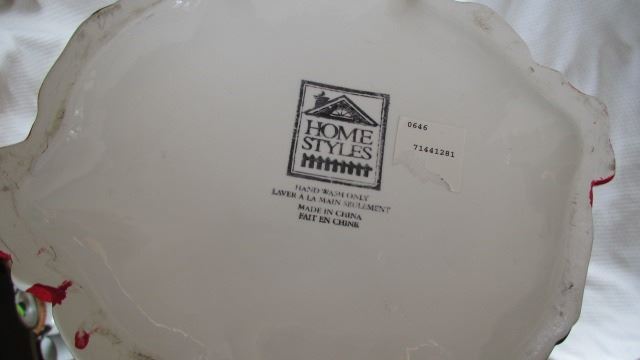 HOME
STYLES
HAND WASH ONLY
LAVER A LA MAIN SEULEMENT
MADE IN CHINA
FAIT EN CHINE
0646
71441281